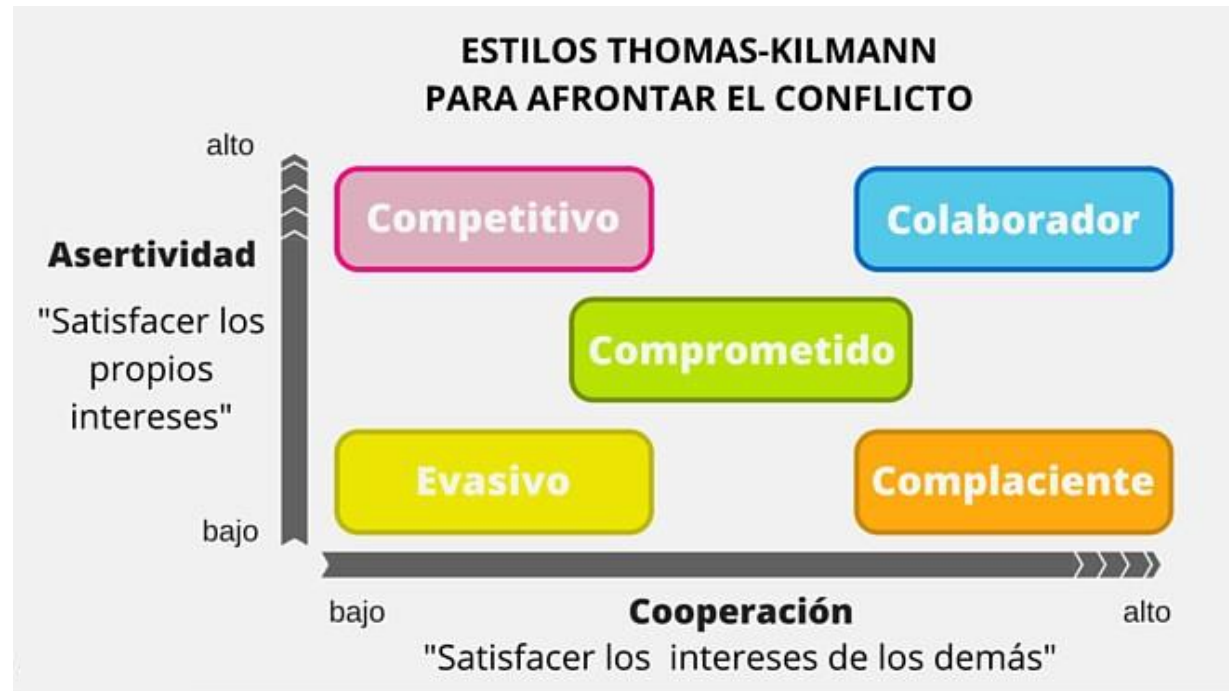 ESTILOS THOMAS-KILMANN
PARA AFRONTAR EL CONFLICTO
alto
Competitivo
Colaborador
Asertividad
"Satisfacer los
propios
intereses"
Comprometido
Evasivo
Complaciente
bajo
bajo
Cooperación
alto
"Satisfacer los  intereses de los demás"